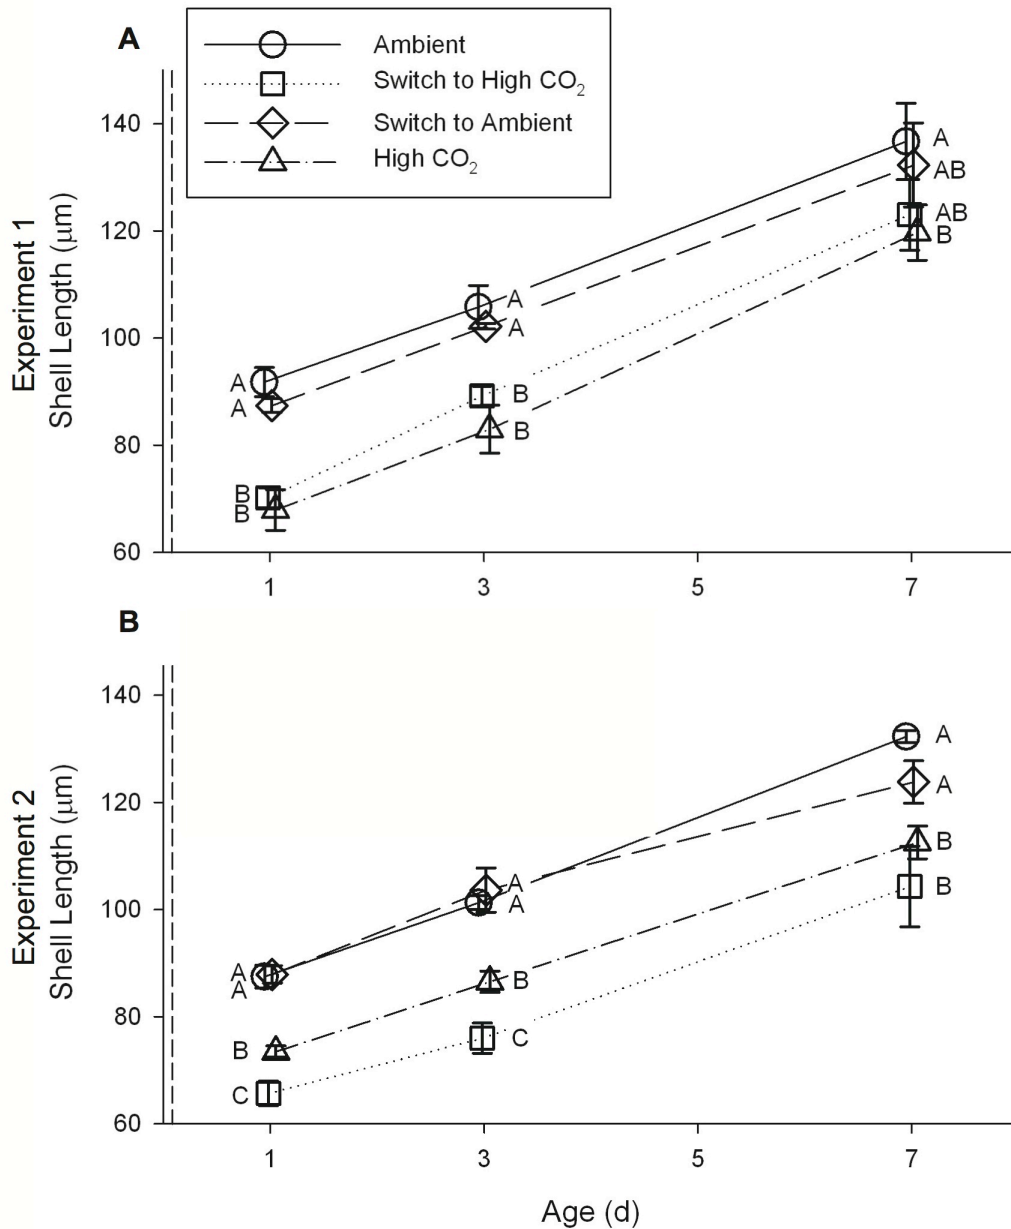 A
Ambient
Switch to High CO₂
Switch to Ambient
High CO₂
Experiment 1
Shell Length (μm)
140
120
100
80
60
A
A
B
B
A
A
B
B
A
AB
AB
B
1
3
5
7
B
Experiment 2
Shell Length (μm)
140
120
100
80
60
A
A
B
C
A
A
B
C
A
A
B
B
1
3
5
7
Age (d)